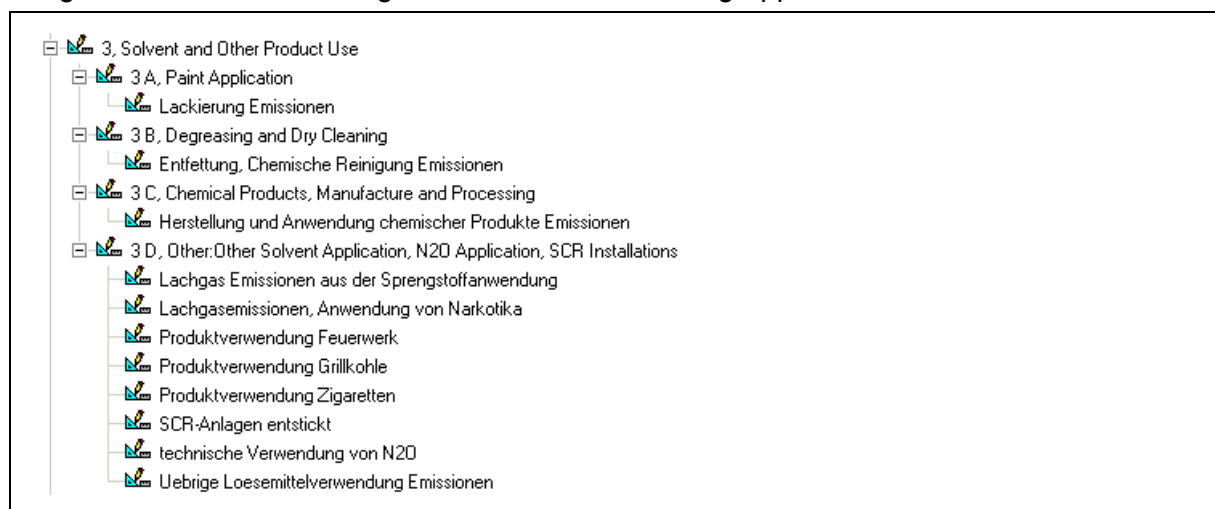 3, Solvent and Other Product Use
3 A, Paint Application
Lackierung Emissionen
3 B, Degreasing and Dry Cleaning
Entfettung, Chemische Reinigung Emissionen
3 C, Chemical Products, Manufacture and Processing
Herstellung und Anwendung chemischer Produkte Emissionen
3 D, Other:Other Solvent Application, N2O Application, SCR Installations
Lachgas Emissionen aus der Sprengstoffanwendung
Lachgasemissionen, Anwendung von Narkotika
Produktverwendung Feuerwerk
Produktverwendung Grillkohle
Produktverwendung Zigaretten
SCR-Anlagen entstickt
technische Verwendung von N2O
Uebrige Loesemittelverwendung Emissionen